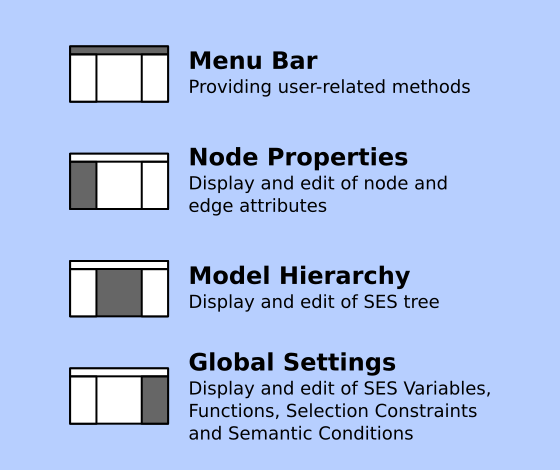 Menu Bar
Providing user-related methods
Node Properties
Display and edit of node and
edge attributes
Model Hierarchy
Display and edit of SES tree
Global Settings
Display and edit of SES Variables,
Functions, Selection Constraints
and Semantic Conditions